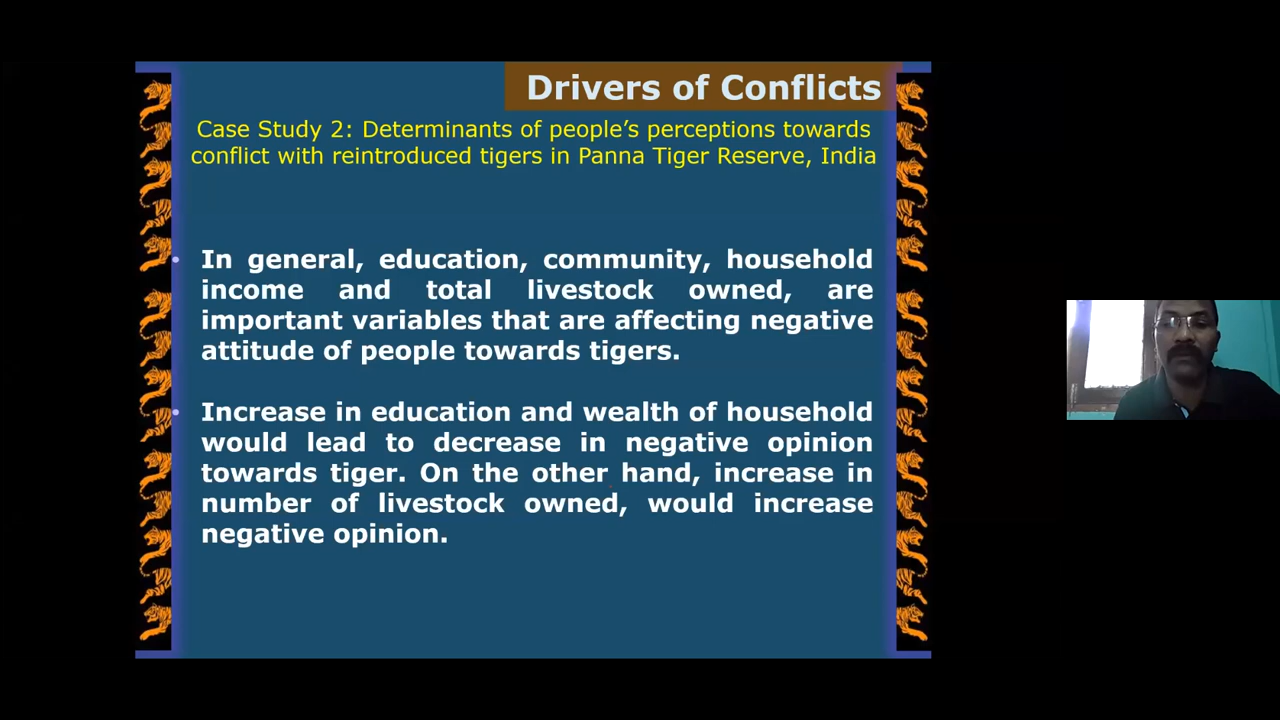 Drivers of Conflicts
Case Study 2: Determinants of people's perceptions towards
conflict with reintroduced tigers in Panna Tiger Reserve, India
• In general, education, community, household
income and total livestock owned, are
important variables that are affecting negative
attitude of people towards tigers.
• Increase in education and wealth of household
would lead to decrease in negative opinion
towards tiger. On the other hand, increase in
number of livestock owned, would increase
negative opinion.